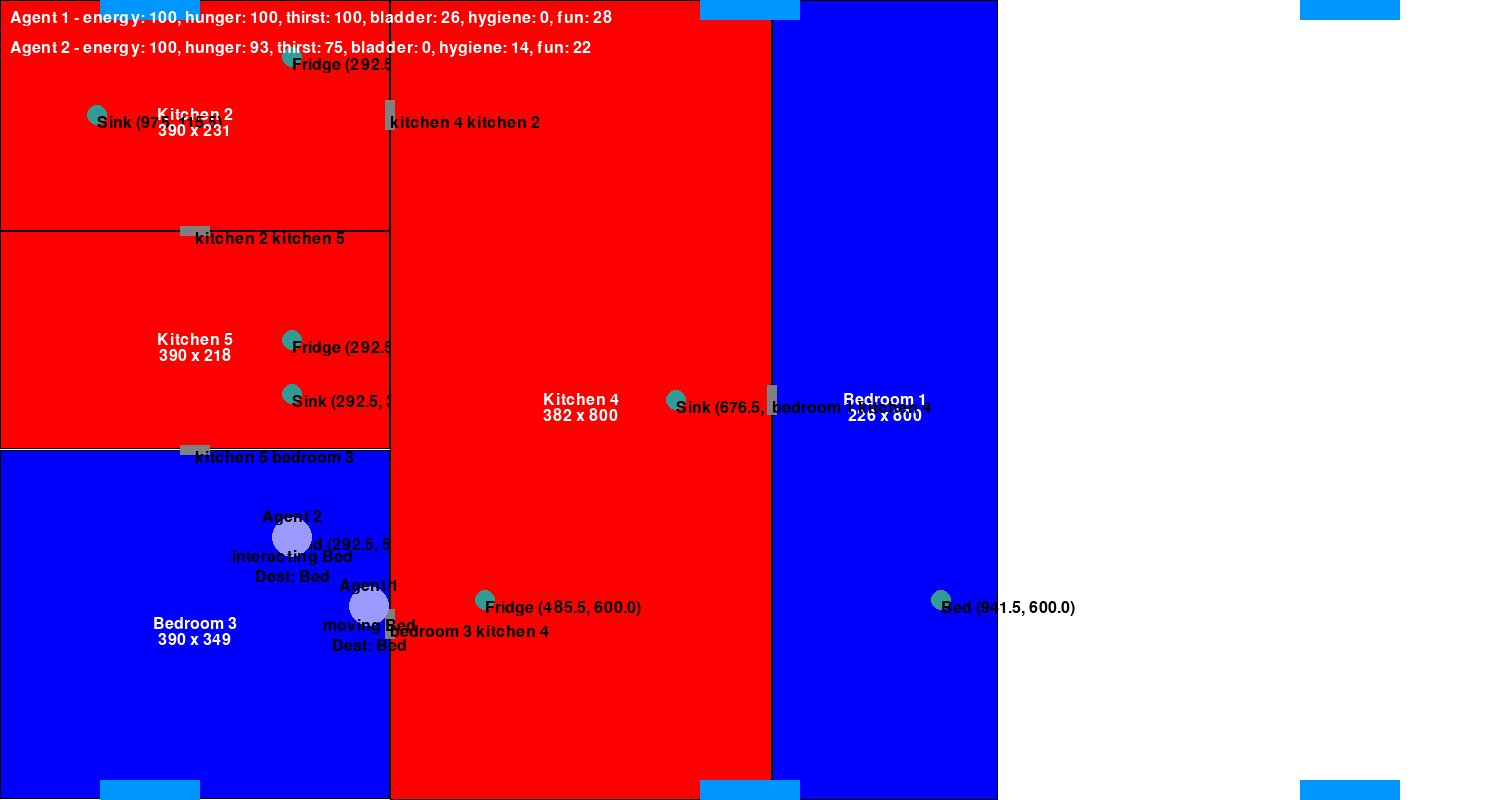 Agent 1 - energy: 100, hunger: 100, thirst: 100, bladder: 26, hygiene: 0, fun: 28
Agent 2 - energy: 100, hunger: 93, thirst: 75, bladder: 0, hygiene: 14, fun: 22
Fridge (292.5
Kitchen 2
390 x 231
Sink
kitchen 4 kitchen 2
kitchen 2 kitchen 5
Kitchen 5
390 x 218
Fridge (292.5
Sink (292.5,
Kitchen 4
382 x 800
Sink (676.5,
Bedroom 1
226 x 800
kitchen 5 bedroom 3
Agent 2
(292.5,
interacting Bed
Dest: Bed
Agent 1
moving Bed
Dest: Bed
Bedroom 3
390 x 349
Fridge (485.5, 600.0)
bedroom 3 kitchen 4
Bed (941.5, 600.0)